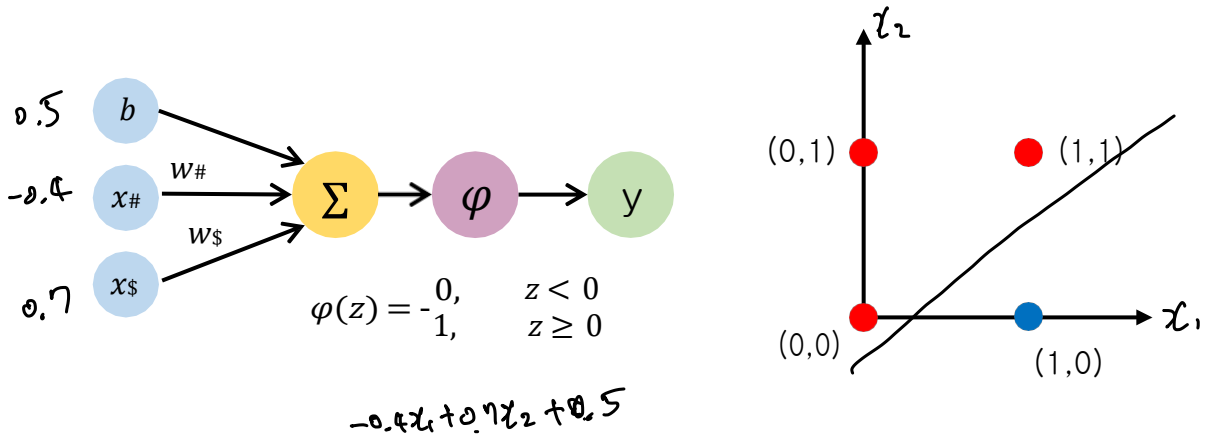 0.5
b
-0.4
x#
w#
0.7
x$
w$
Σ
φ
y
φ(z) = -
0, z < 0
1, z ≥ 0
-0.4x₁+0.7x₂+0.5
x₂
(0,1)
(1,1)
(0,0)
(1,0)
x₁